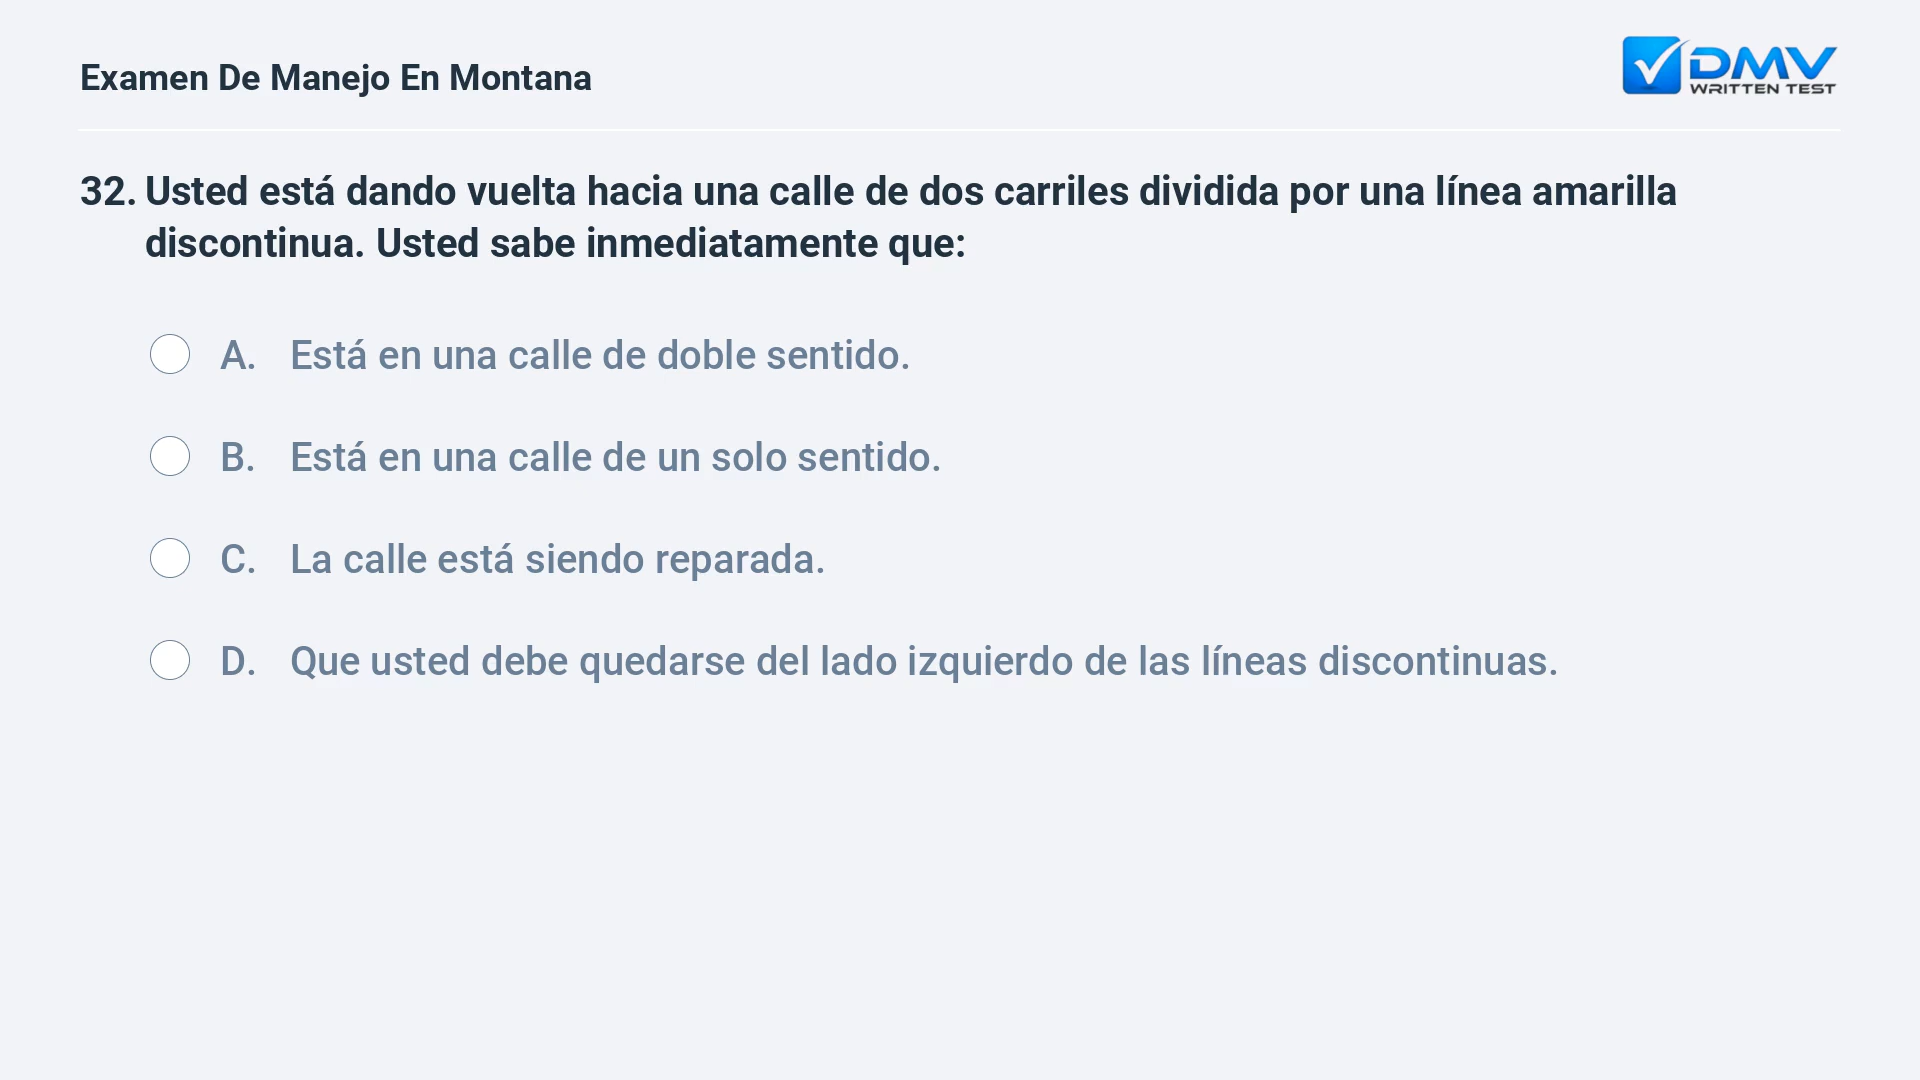 Examen De Manejo En Montana
DMV
WRITTEN TEST
32. Usted está dando vuelta hacia una calle de dos carriles dividida por una línea amarilla
discontinua. Usted sabe inmediatamente que:
A. Está en una calle de doble sentido.
B. Está en una calle de un solo sentido.
C. La calle está siendo reparada.
D. Que usted debe quedarse del lado izquierdo de las líneas discontinuas.